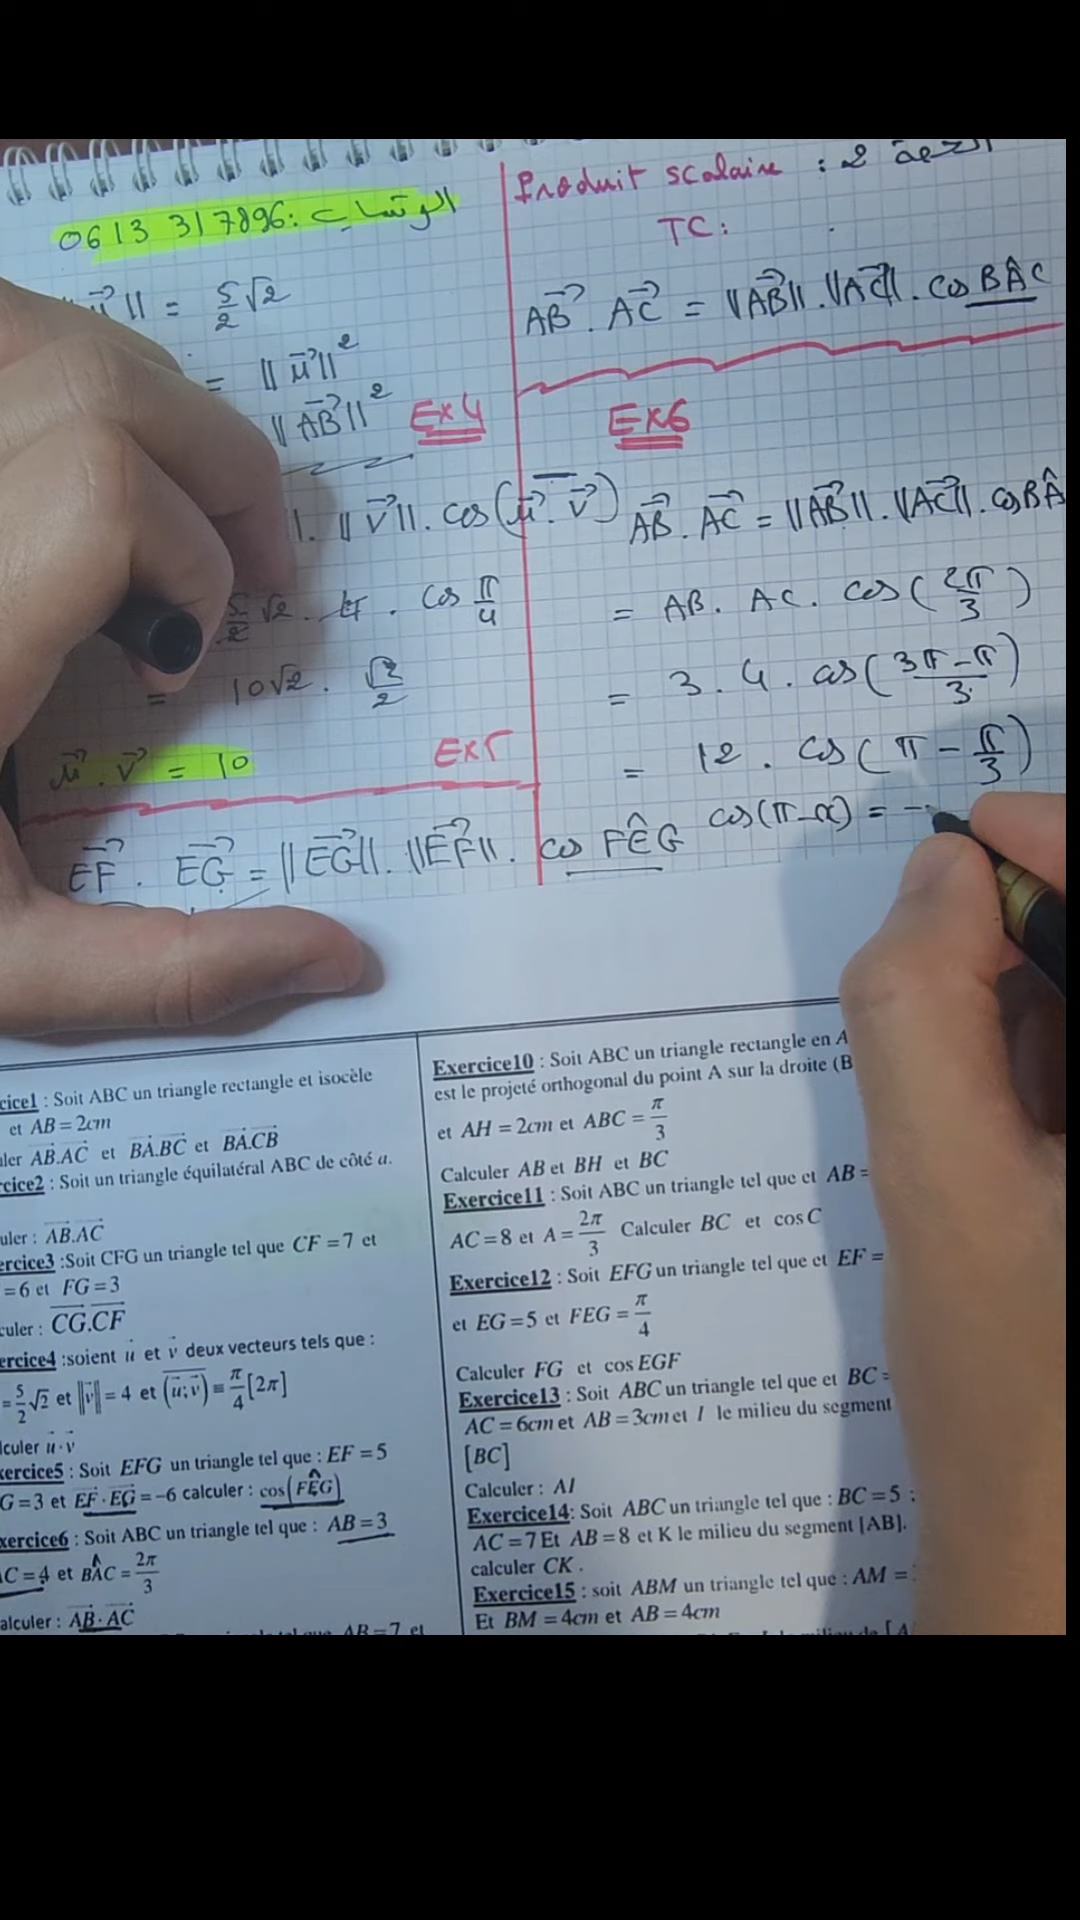 0613 317896 : الوتساب
‖ = 5/2 √2
= ‖u⃗‖²
‖AB⃗‖² Ex4
. ‖v⃗‖ . cos(u⃗ . v⃗)
5/2 √2 . 4 . cos π/4
= 10√2 . √2/2
u⃗ . v⃗ = 10 Ex5
EF⃗ . EG⃗ = ‖EG⃗‖ . ‖EF⃗‖ . cos FÊG
Produit scalaire : 2
TC :
AB⃗ . AC⃗ = ‖AB⃗‖ . ‖AC⃗‖ . cos BÂC
Ex6
AB⃗ . AC⃗ = ‖AB⃗‖ . ‖AC⃗‖ . cos BÂ
= AB . AC . cos(2π/3)
= 3 . 4 . cos(3π-π/3)
= 12 . cos(π - π/3)
cos(π-x) = -
cice1 : Soit ABC un triangle rectangle et isocèle
et AB = 2cm
uler AB.AC et BA.BC et BA.CB
cice2 : Soit un triangle équilatéral ABC de côté a.
uler : AB.AC
ercice3 :Soit CFG un triangle tel que CF = 7 et
= 6 et FG = 3
culer : CG.CF
ercice4 :soient u⃗ et v⃗ deux vecteurs tels que :
= 5/2 √2 et ‖v⃗‖ = 4 et (u⃗;v⃗) ≡ π/4 [2π]
lculer u⃗ · v⃗
xercice5 : Soit EFG un triangle tel que : EF = 5
G = 3 et EF · EG = −6 calculer : cos(FÊG)
xercice6 : Soit ABC un triangle tel que : AB = 3
C = 4 et BÂC = 2π/3
alculer : AB · AC
AB = 7 et
Exercice10 : Soit ABC un triangle rectangle en A
est le projeté orthogonal du point A sur la droite (B
et AH = 2cm et ABC = π/3
Calculer AB et BH et BC
Exercice11 : Soit ABC un triangle tel que et AB =
AC = 8 et A = 2π/3 Calculer BC et cos C
Exercice12 : Soit EFG un triangle tel que et EF =
et EG = 5 et FEG = π/4
Calculer FG et cos EGF
Exercice13 : Soit ABC un triangle tel que et BC =
AC = 6cm et AB = 3cm et I le milieu du segment
[BC]
Calculer : AI
Exercice14: Soit ABC un triangle tel que : BC = 5 ;
AC = 7 Et AB = 8 et K le milieu du segment [AB].
calculer CK .
Exercice15 : soit ABM un triangle tel que : AM =
Et BM = 4cm et AB = 4cm